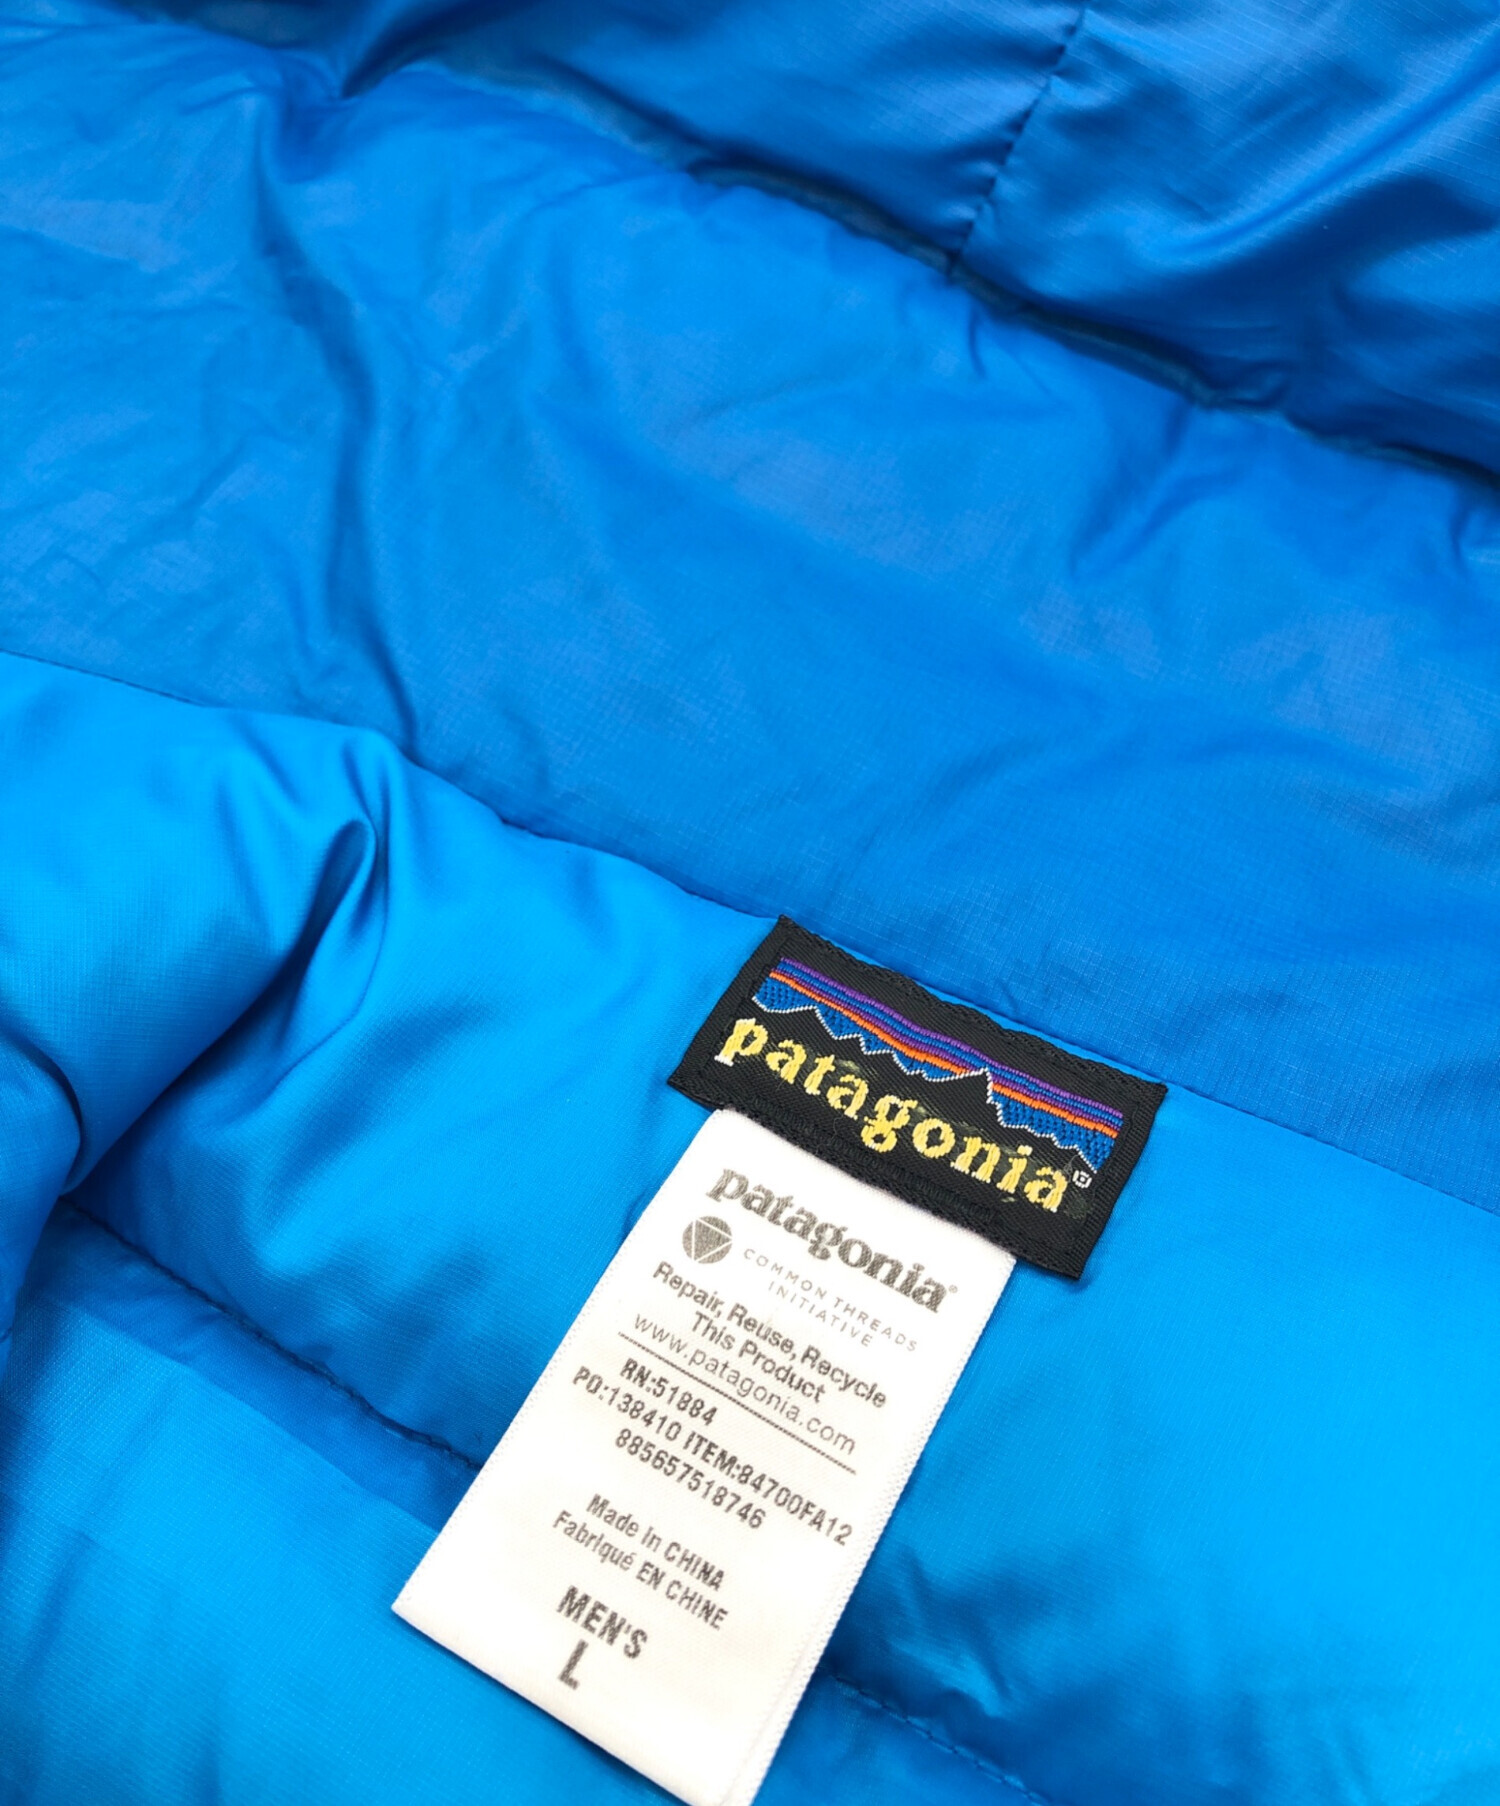 patagonia®
patagonia®
COMMON THREADS
INITIATIVE
Repair, Reuse, Recycle
This Product
www.patagonia.com
RN:51884
PO:138410 ITEM:84700FA12
885657518746
Made in CHINA
Fabriqué EN CHINE
MEN'S
L